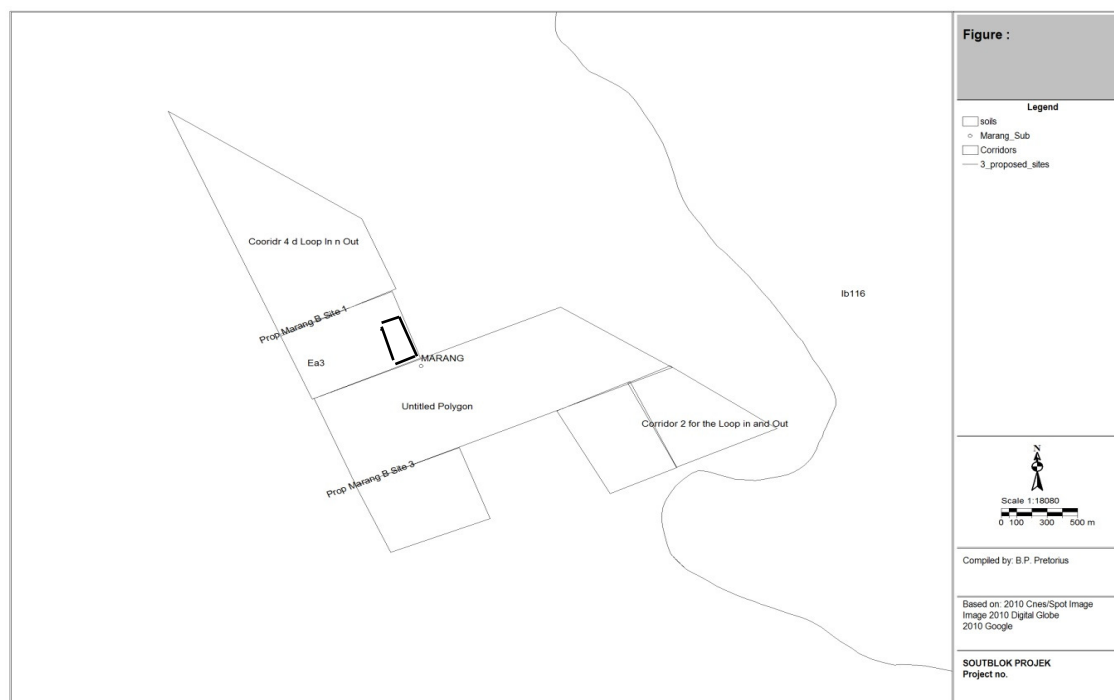 Figure :
Legend
soils
Marang_Sub
Corridors
3_proposed_sites
Cooridr 4 d Loop In n Out
Ib116
Prop Marang B Site 1
Ea3
MARANG
Untitled Polygon
Corridor 2 for the Loop in and Out
Prop Marang B Site 3
N
Scale 1:18080
0 100 300 500 m
Compiled by: B.P. Pretorius
Based on: 2010 Cnes/Spot Image
Image 2010 Digital Globe
2010 Google
SOUTBLOK PROJEK
Project no.